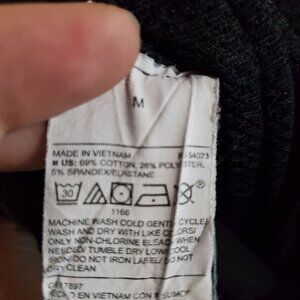 M
MADE IN VIETNAM 54023
US: 69% COTTON, 26% POLYESTER,
5% SPANDEX/ELASTANE
30
1166
MACHINE WASH COLD GENTLE CYCLE/
WASH AND DRY WITH LIKE COLORS/
ONLY NON-CHLORINE BLEACH WHEN
NEEDED/ TUMBLE DRY LOW/ COOL
IRON/ DO NOT IRON LABEL/ DO NOT
DRY CLEAN
7897